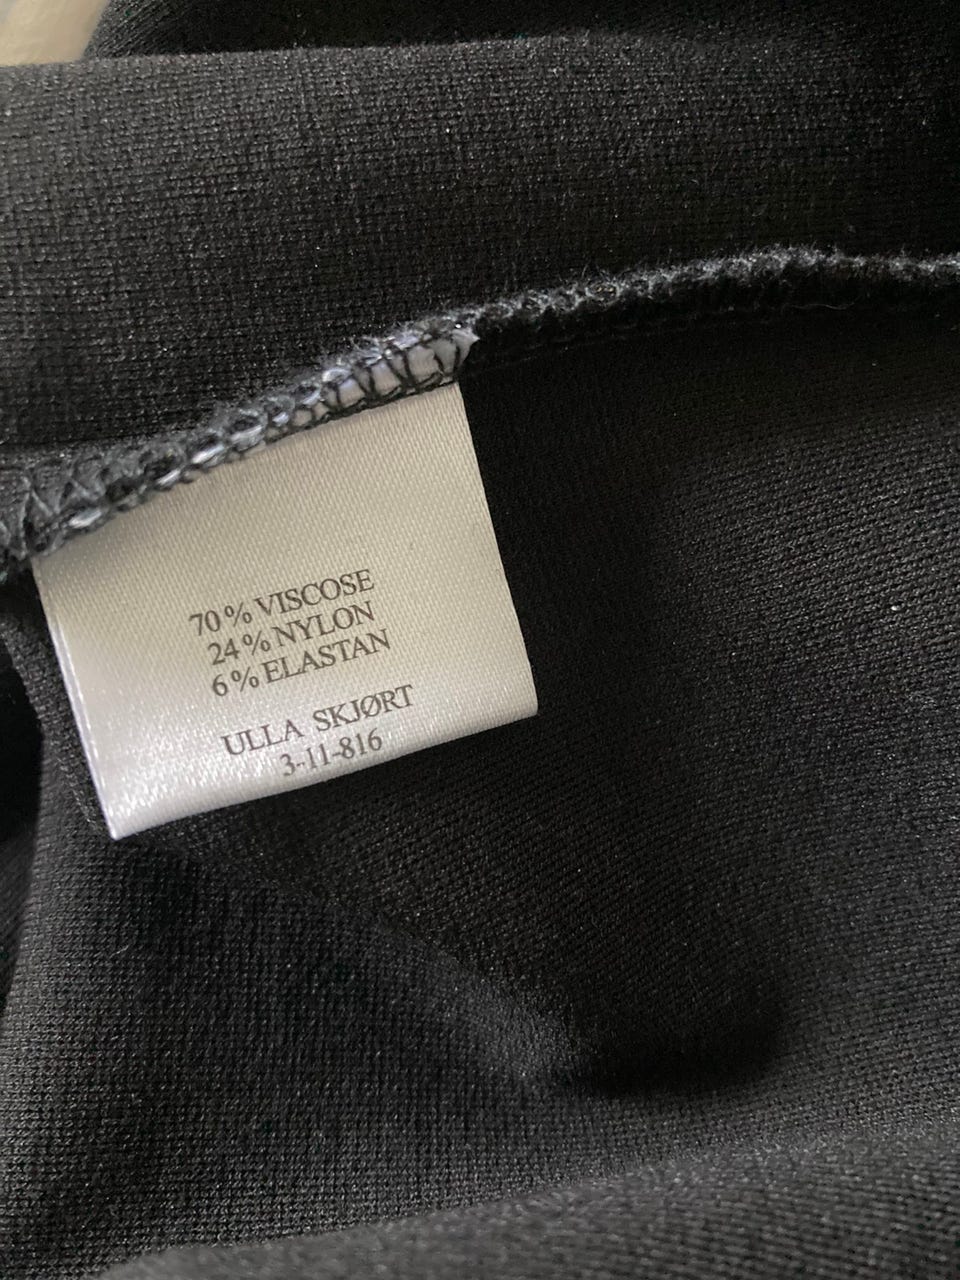 70% VISCOSE
24% NYLON
6% ELASTAN
ULLA SKJØRT
3-11-816